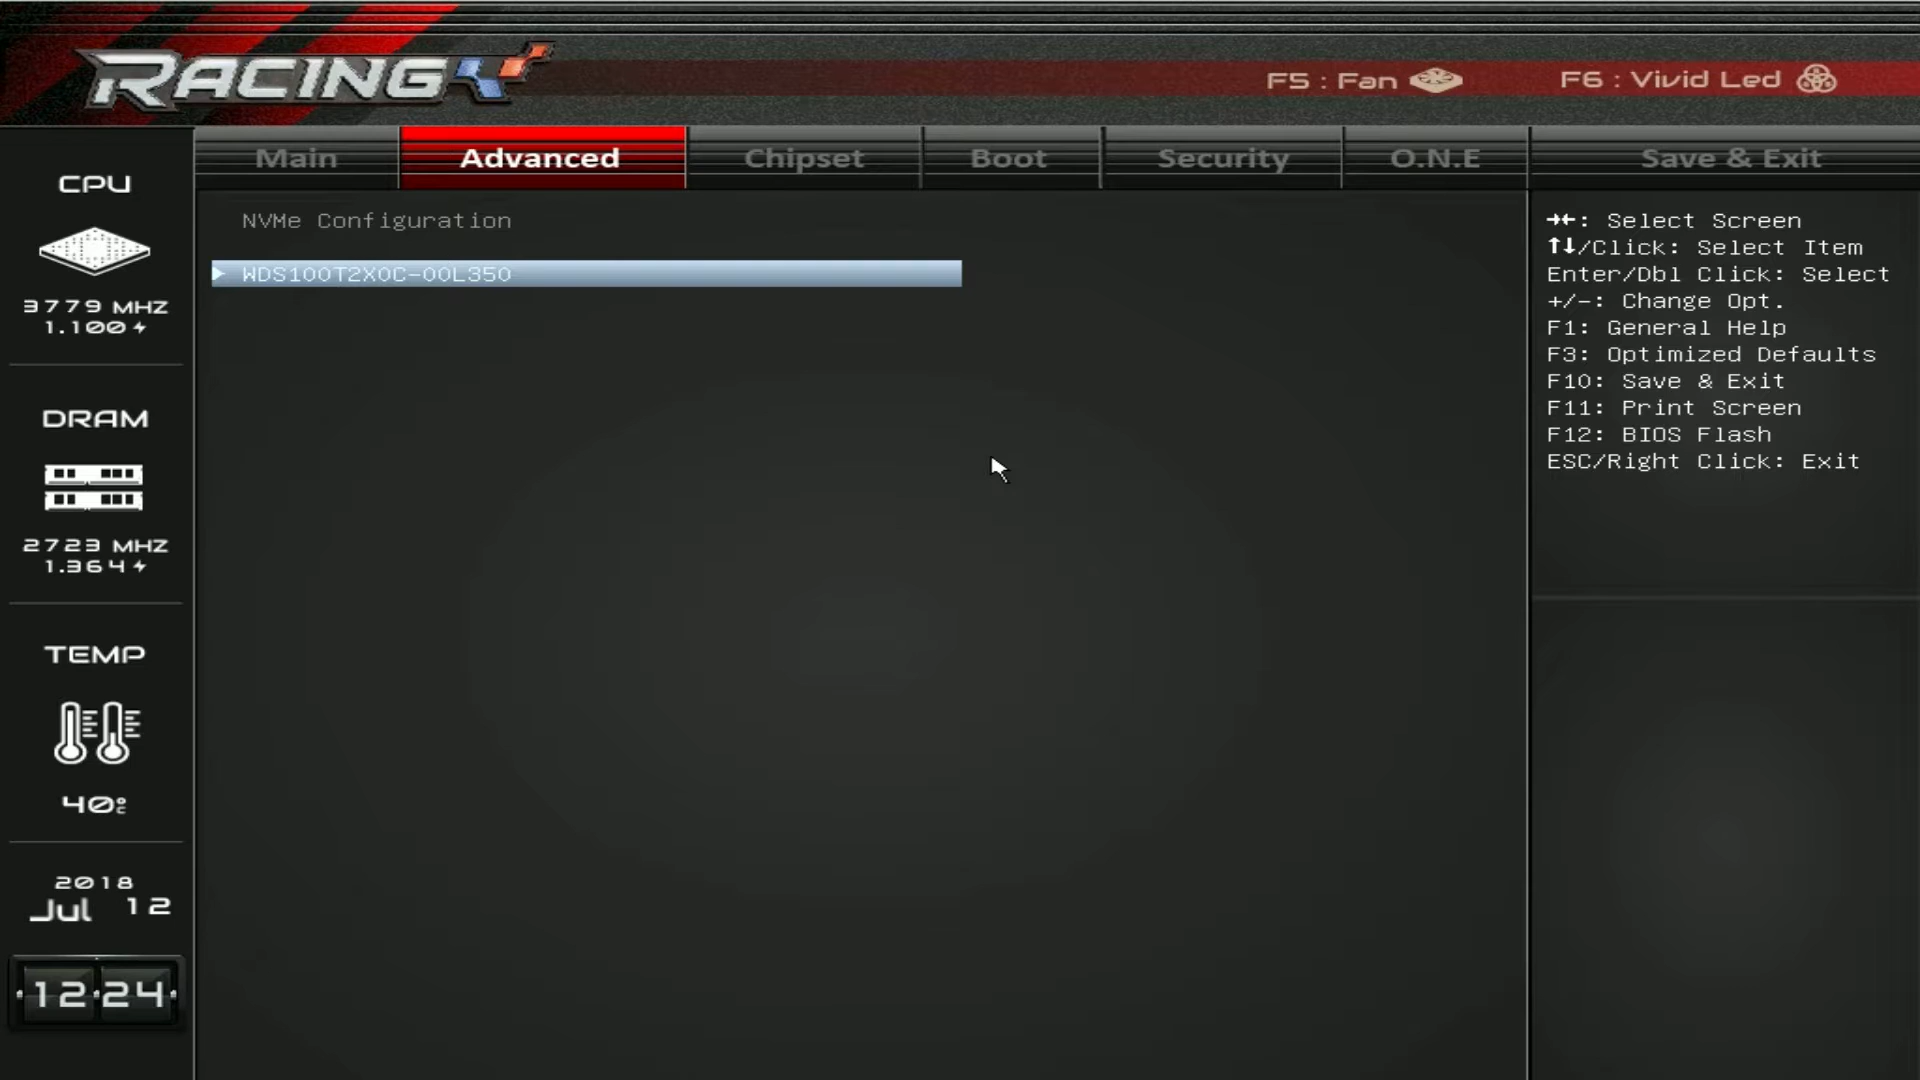 RACING
F5 : Fan
F6 : Vivid Led
Main
Advanced
Chipset
Boot
Security
O.N.E
Save & Exit
CPU
3779 MHZ
1.100
DRAM
2723 MHZ
1.364
TEMP
40°C
2018
Jul 12
12:24
NVMe Configuration
WDS100T2X0C-00L350
→←: Select Screen
↑↓/Click: Select Item
Enter/Dbl Click: Select
+/-: Change Opt.
F1: General Help
F3: Optimized Defaults
F10: Save & Exit
F11: Print Screen
F12: BIOS Flash
ESC/Right Click: Exit